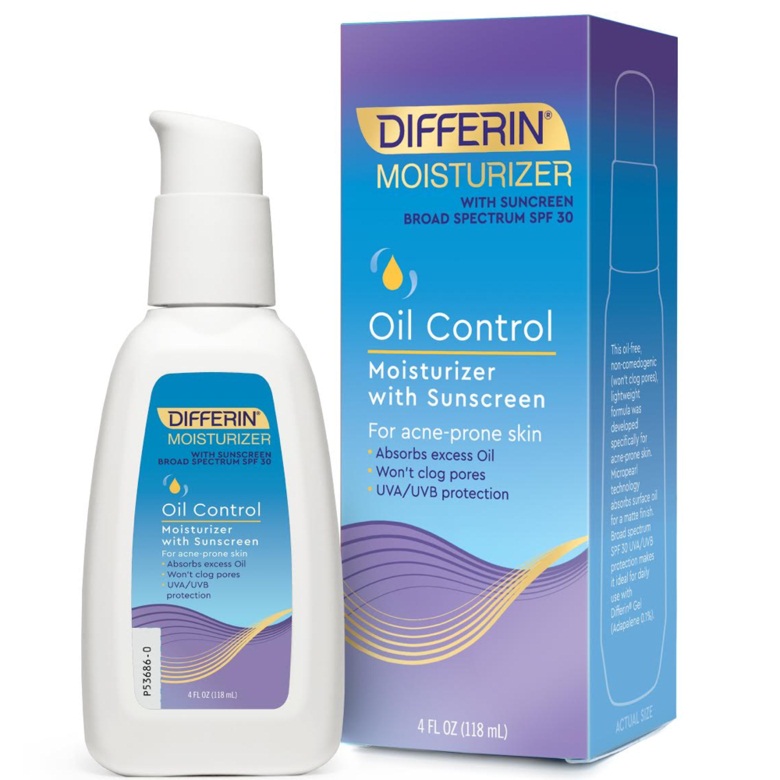 DIFFERIN®
MOISTURIZER
WITH SUNSCREEN
BROAD SPECTRUM SPF 30
Oil Control
Moisturizer
with Sunscreen
For acne-prone skin
• Absorbs excess Oil
• Won't clog pores
• UVA/UVB
protection
P53686-0
4 FL OZ (118 mL)
DIFFERIN®
MOISTURIZER
WITH SUNSCREEN
BROAD SPECTRUM SPF 30
Oil Control
Moisturizer
with Sunscreen
For acne-prone skin
• Absorbs excess Oil
• Won't clog pores
• UVA/UVB protection
4 FL OZ (118 mL)
This oil-free,
non-comedogenic
(won't clog pores),
lightweight
formula was
developed
specifically for
acne-prone skin.
Micropearl
technology
absorbs surface oil
for a matte finish.
Broad spectrum
SPF 30 UVA/UVB
protection makes
it ideal for daily
use with
Differin® Gel
(Adapalene 0.1%).
ACTUAL SIZE